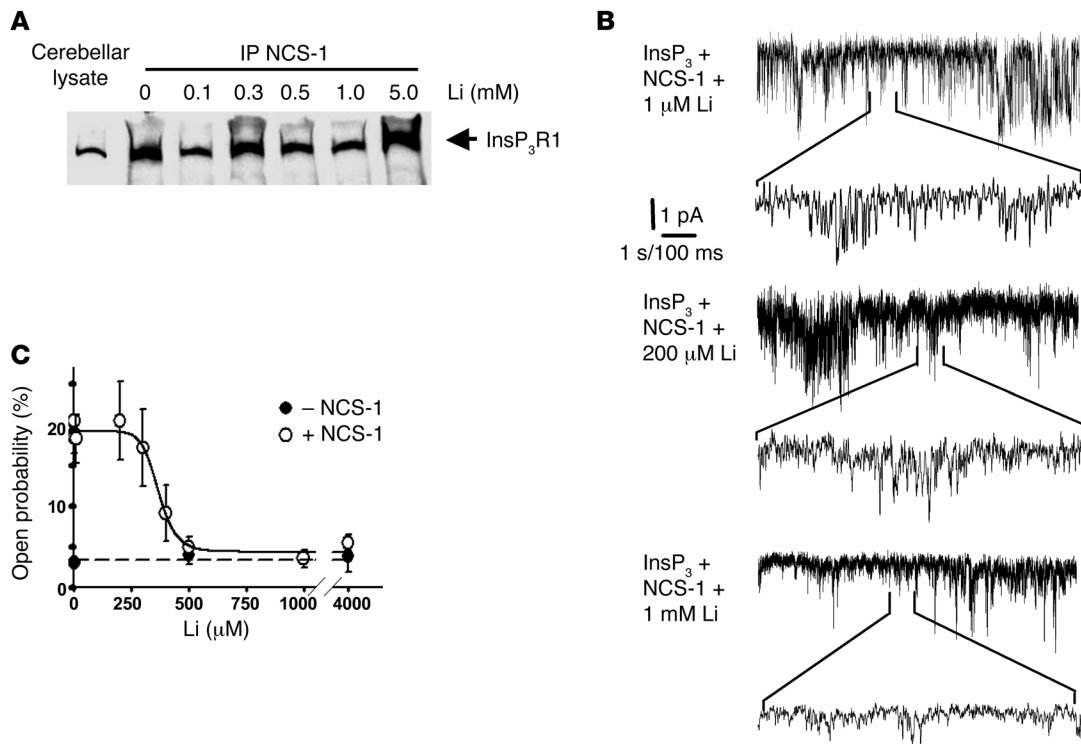 A
Cerebellar
lysate
IP NCS-1
0 0.1 0.3 0.5 1.0 5.0 Li (mM)
InsP₃R1
B
InsP₃ +
NCS-1 +
1 μM Li
1 pA
1 s/100 ms
InsP₃ +
NCS-1 +
200 μM Li
InsP₃ +
NCS-1 +
1 mM Li
C
Open probability (%)
20
10
0
– NCS-1
+ NCS-1
0 250 500 750 1000 4000
Li (μM)